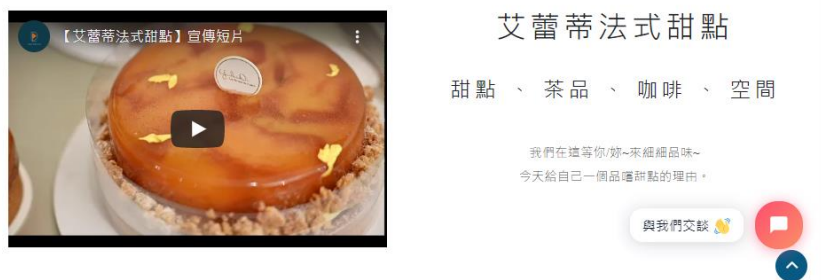 【艾蕾蒂法式甜點】宣傳短片
艾蕾蒂法式甜點
甜點、茶品、咖啡、空間
我們在這等你/妳~來細細品味~
今天給自己一個品嚐甜點的理由。
與我們交談 👋